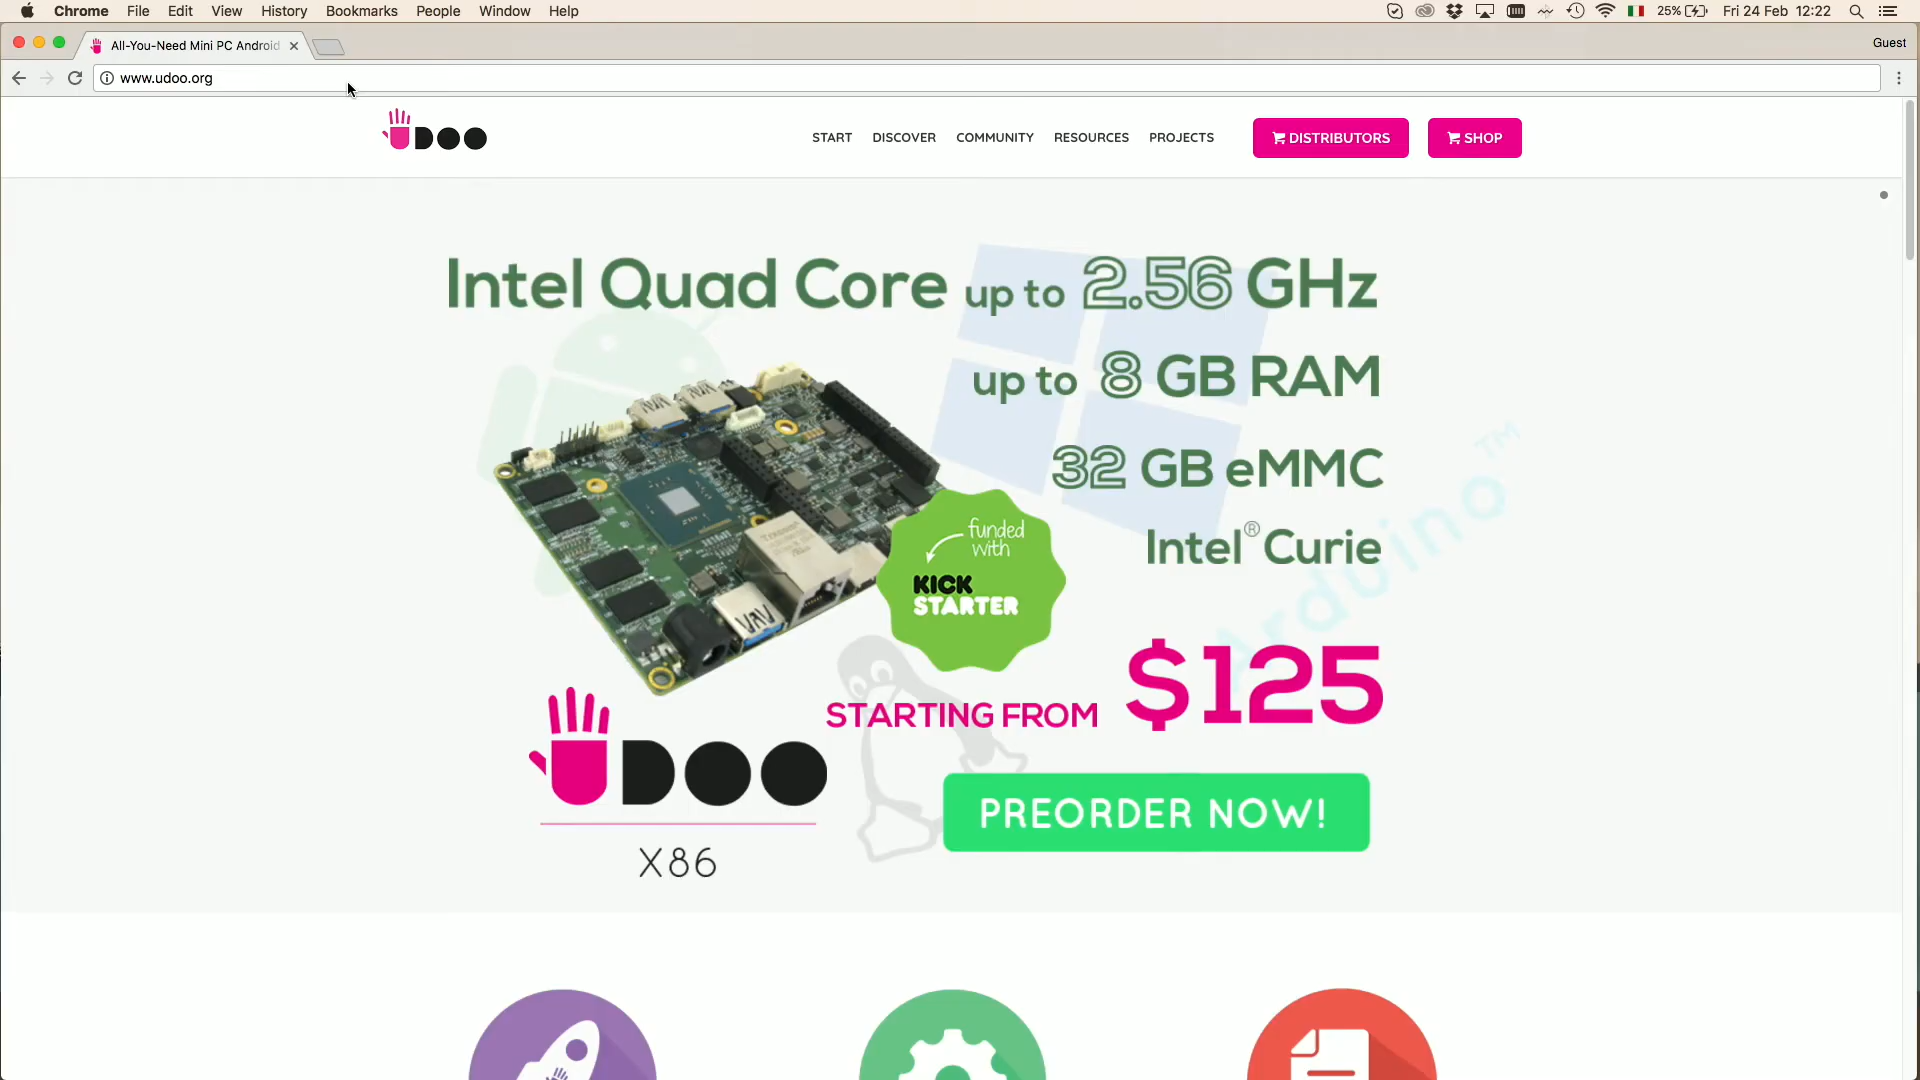 Chrome File Edit View History Bookmarks People Window Help 25% Fri 24 Feb 12:22
All-You-Need Mini PC Android Guest
www.udoo.org
UDOO START DISCOVER COMMUNITY RESOURCES PROJECTS DISTRIBUTORS SHOP
Intel Quad Core up to 2.56 GHz
up to 8 GB RAM
32 GB eMMC
Intel® Curie
Arduino™
funded
with
KICK
STARTER
STARTING FROM $125
UDOO
X86
PREORDER NOW!